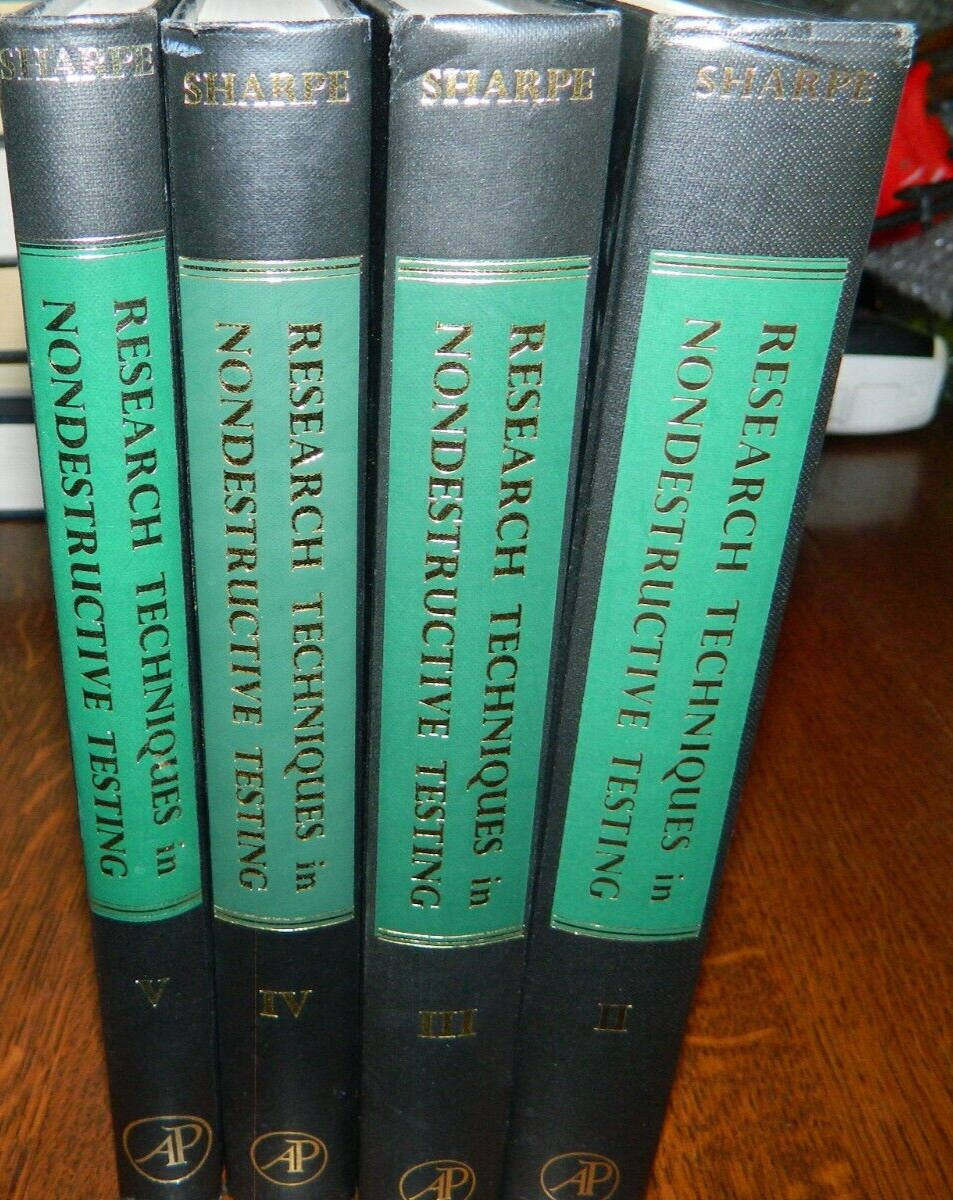 SHARPE
RESEARCH TECHNIQUES in
NONDESTRUCTIVE TESTING
V
AP
SHARPE
RESEARCH TECHNIQUES in
NONDESTRUCTIVE TESTING
IV
AP
SHARPE
RESEARCH TECHNIQUES in
NONDESTRUCTIVE TESTING
III
AP
SHARPE
RESEARCH TECHNIQUES in
NONDESTRUCTIVE TESTING
II
AP